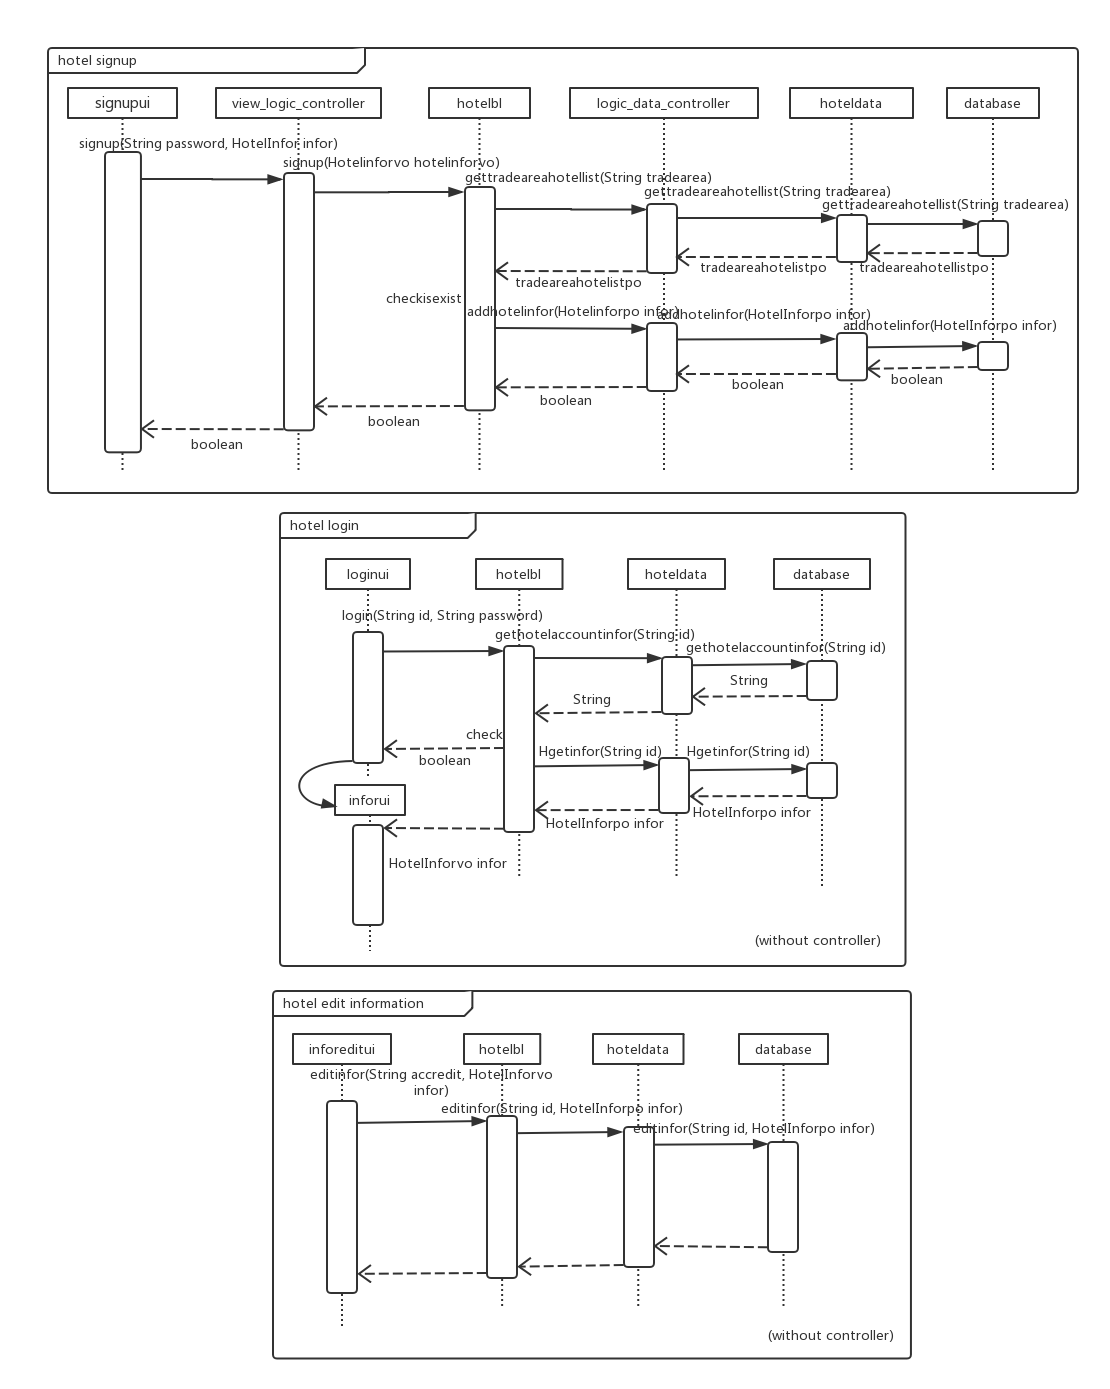 hotel signup
signupui
view_logic_controller
hotelbl
logic_data_controller
hoteldata
database
signup(String password, HotelInfor infor)
signup(Hotelinforvo hotelinforvo)
gettradeareahotellist(String tradearea)
gettradeareahotellist(String tradearea)
gettradeareahotellist(String tradearea)
tradeareahotellistpo
tradeareahotelistpo
tradeareahotelistpo
checkisexist
addhotelinfor(Hotelinforpo infor)
addhotelinfor(HotelInforpo infor)
addhotelinfor(HotelInforpo infor)
boolean
boolean
boolean
boolean
boolean
hotel login
loginui
hotelbl
hoteldata
database
login(String id, String password)
gethotelaccountinfor(String id)
gethotelaccountinfor(String id)
String
String
check
boolean
Hgetinfor(String id)
Hgetinfor(String id)
inforui
HotelInforpo infor
HotelInforpo infor
HotelInforvo infor
(without controller)
hotel edit information
inforeditui
hotelbl
hoteldata
database
editinfor(String accredit, HotelInforvo
infor)
editinfor(String id, HotelInforpo infor)
editinfor(String id, HotelInforpo infor)
(without controller)